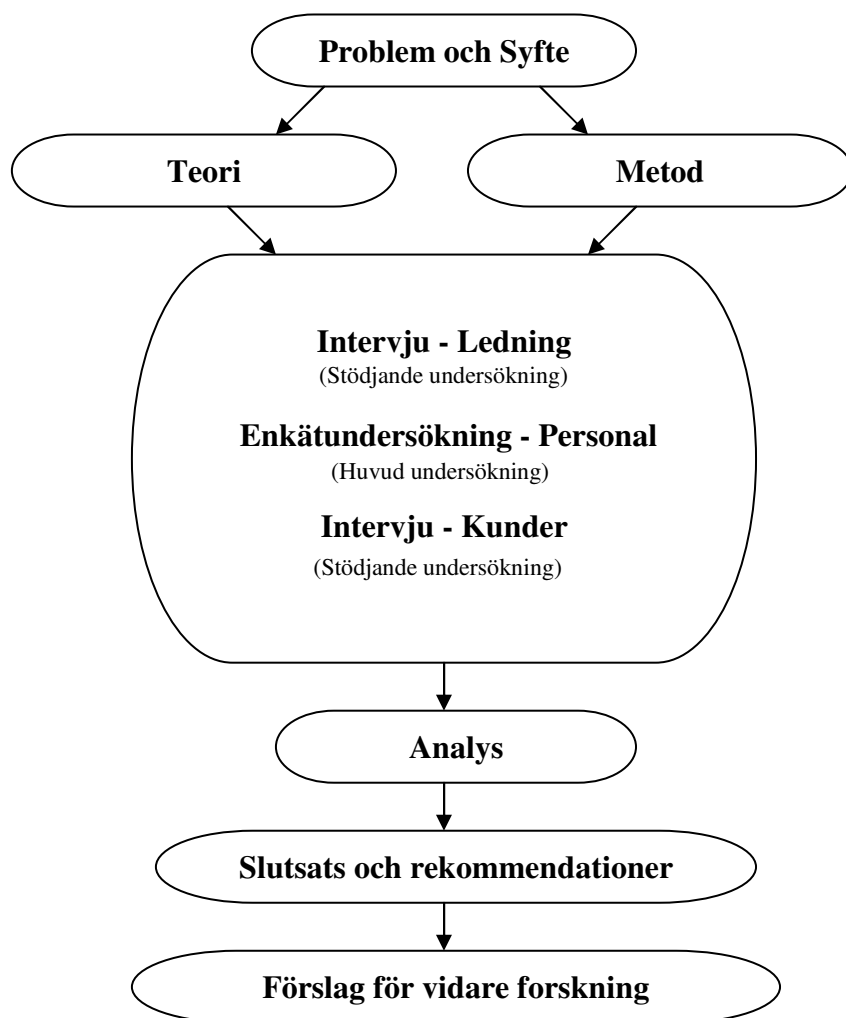 Problem och Syfte
Teori
Metod
Intervju - Ledning
(Stödjande undersökning)
Enkätundersökning - Personal
(Huvud undersökning)
Intervju - Kunder
(Stödjande undersökning)
Analys
Slutsats och rekommendationer
Förslag för vidare forskning